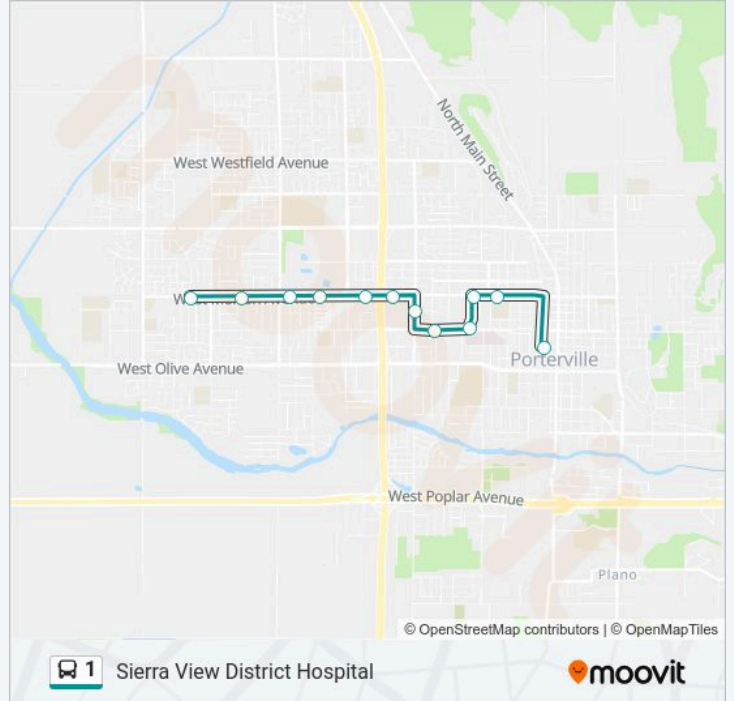 North Main Street
West Westfield Avenue
West Olive Avenue
Porterville
West Poplar Avenue
Plano
© OpenStreetMap contributors | © OpenMapTiles
1 Sierra View District Hospital
moovit